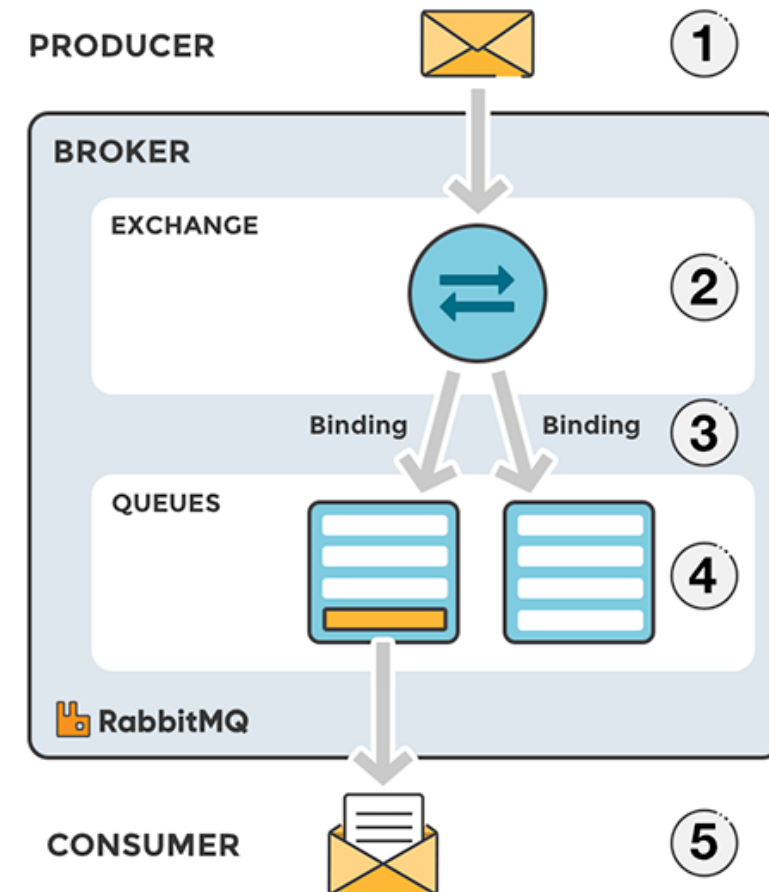 PRODUCER 1
BROKER
EXCHANGE
2
Binding Binding 3
QUEUES
4
RabbitMQ
CONSUMER 5